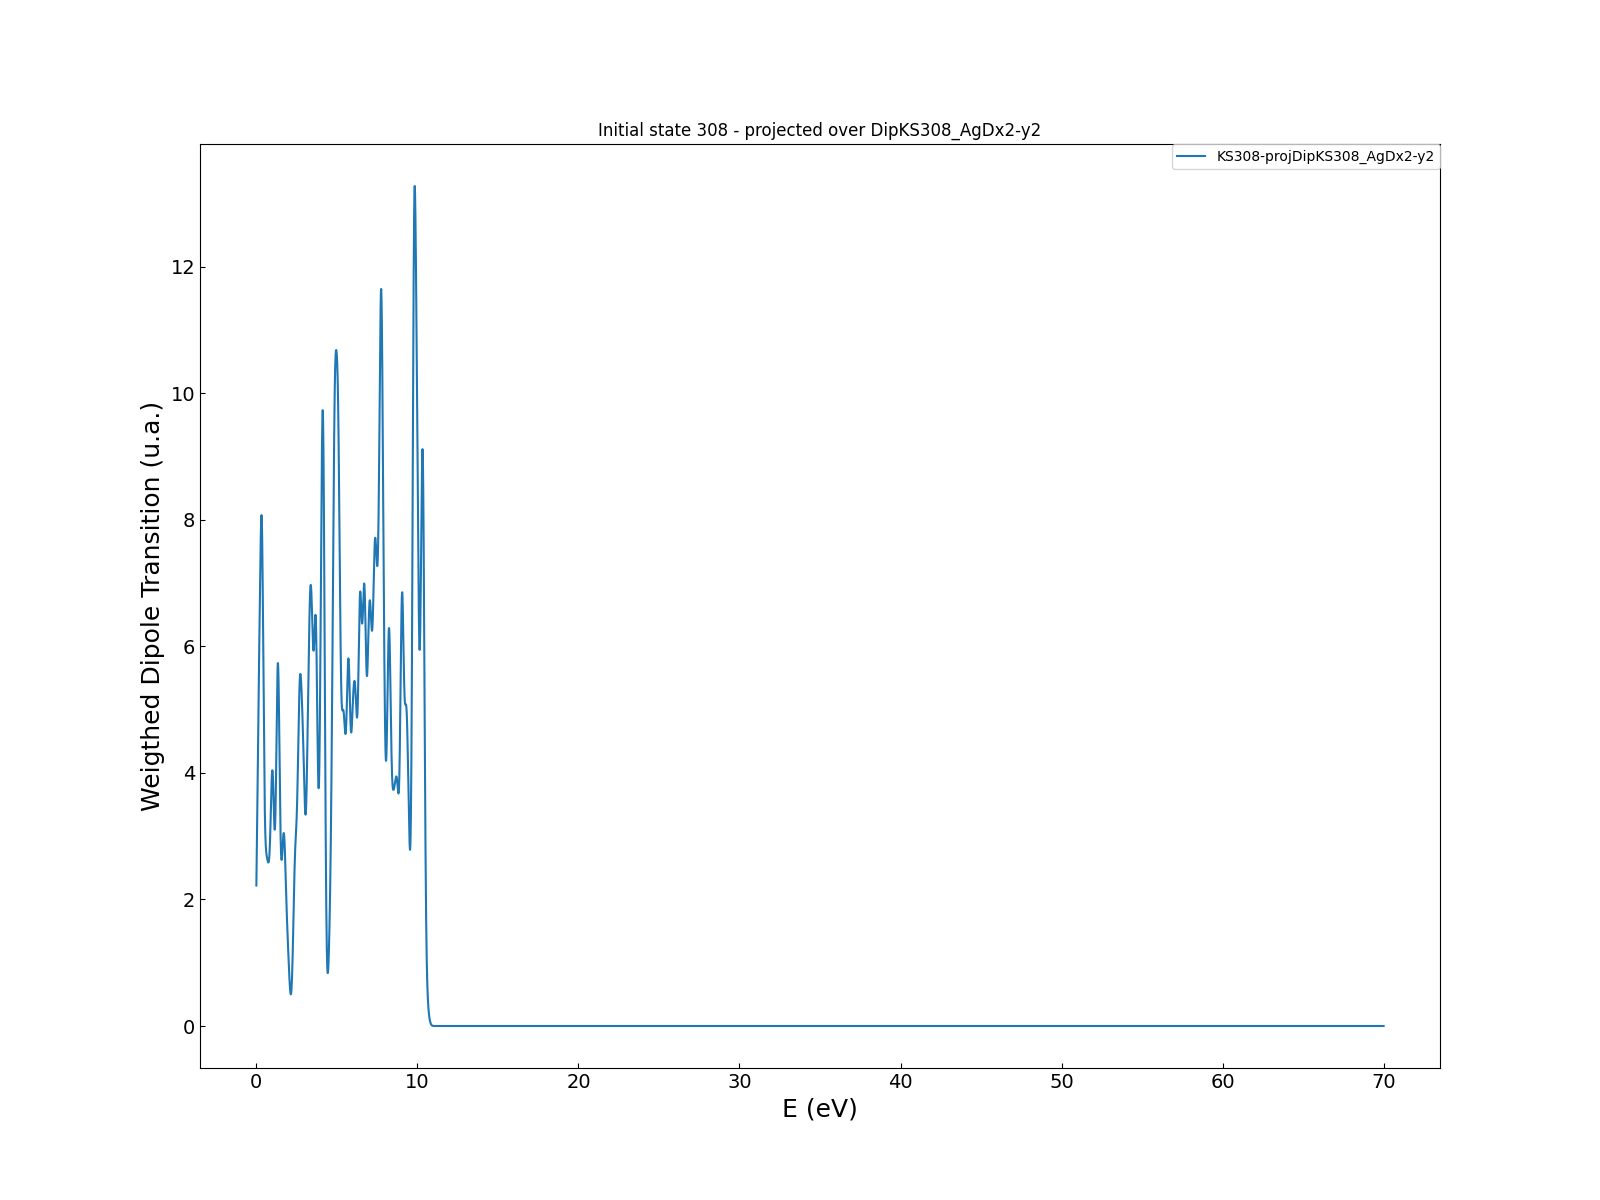 Initial state 308 - projected over DipKS308_AgDx2-y2
KS308-projDipKS308_AgDx2-y2
Weigthed Dipole Transition (u.a.)
12
10
8
6
4
2
0
0 10 20 30 40 50 60 70
E (eV)